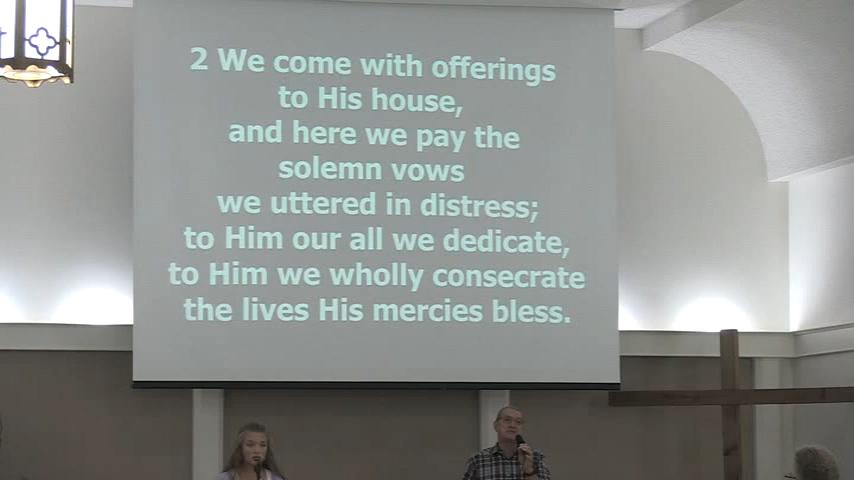 2 We come with offerings
to His house,
and here we pay the
solemn vows
we uttered in distress;
to Him our all we dedicate,
to Him we wholly consecrate
the lives His mercies bless.